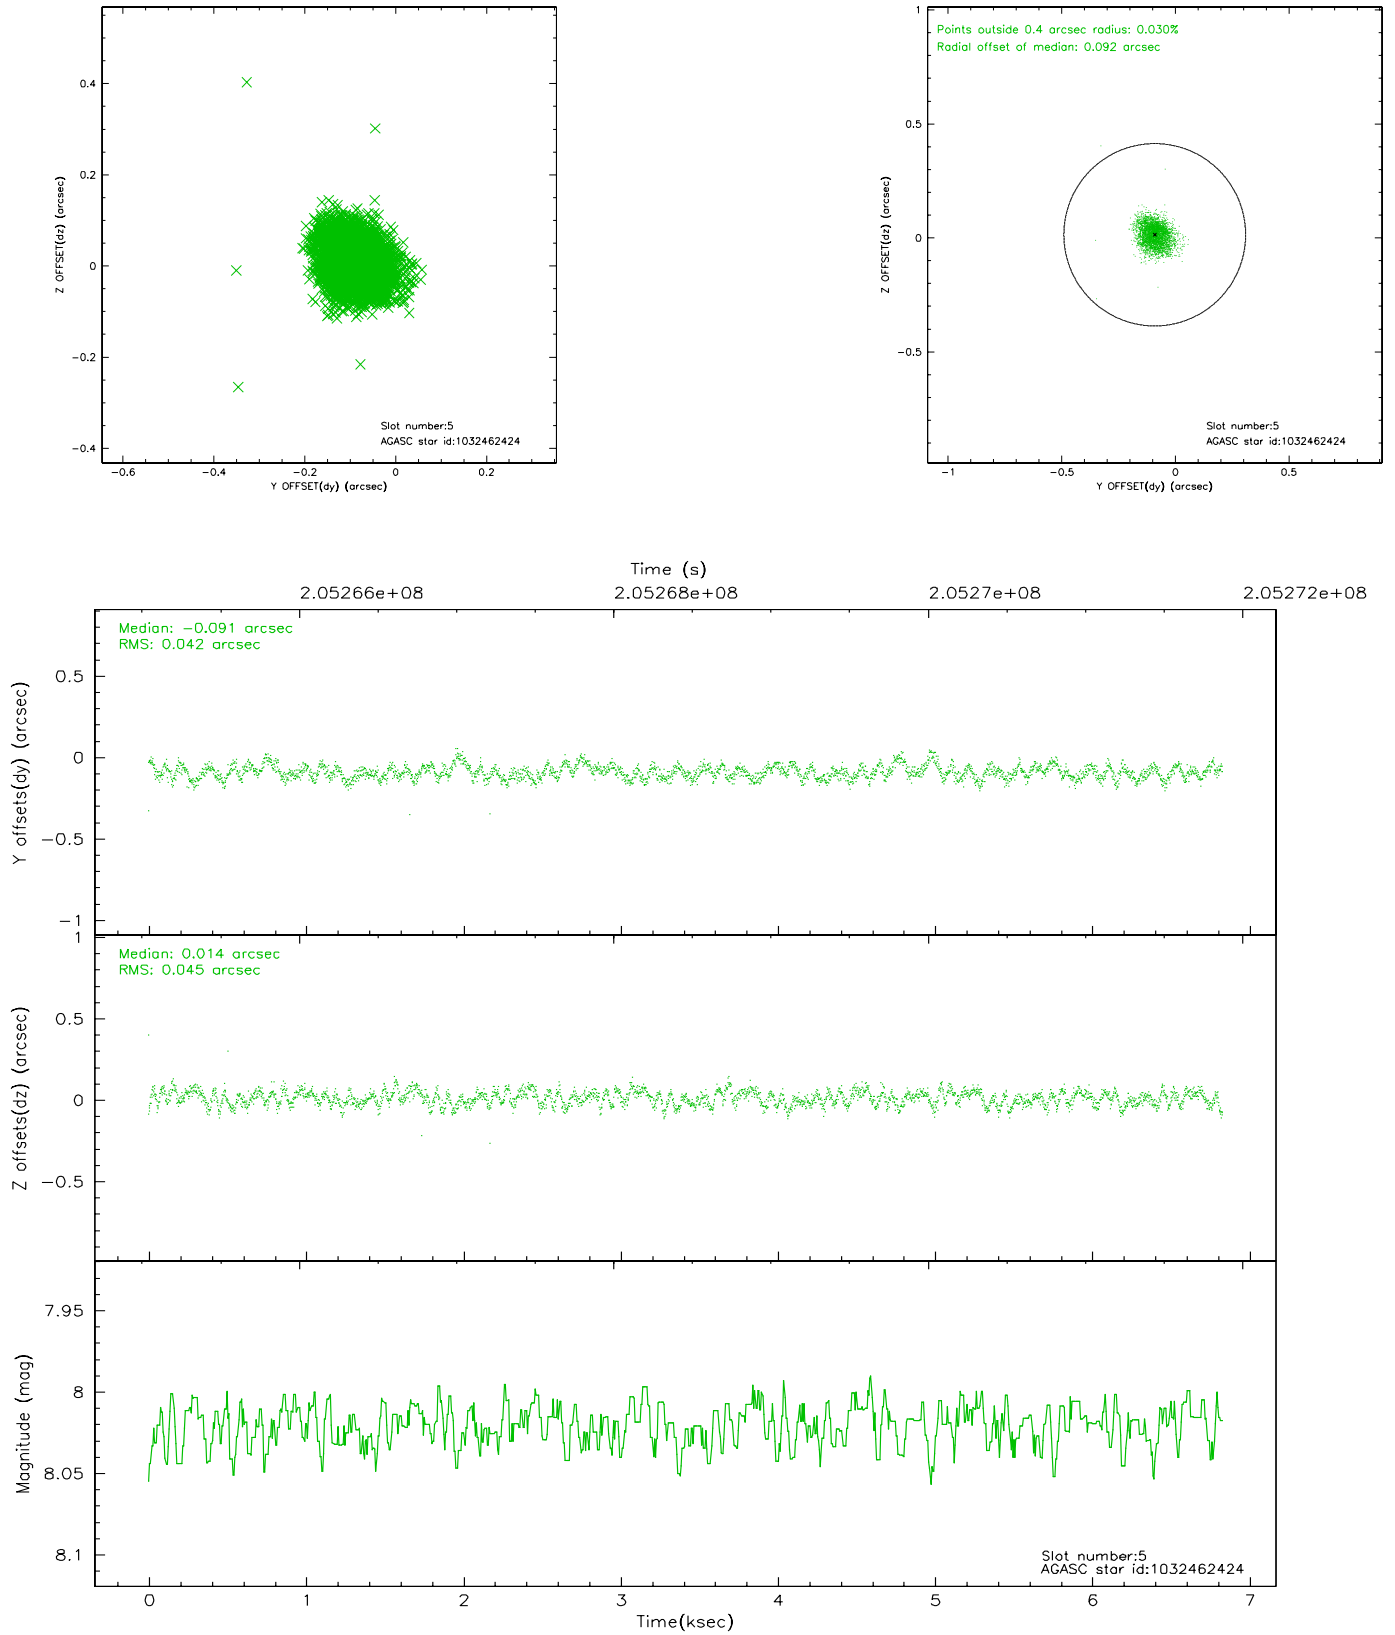 0.4
0.2
0
−0.2
−0.4
Z OFFSET(dz) (arcsec)
Slot number:5
AGASC star id:1032462424
−0.6 −0.4 −0.2 0 0.2
Y OFFSET(dy) (arcsec)
Points outside 0.4 arcsec radius: 0.030%
Radial offset of median: 0.092 arcsec
1
0.5
0
−0.5
Z OFFSET(dz) (arcsec)
Slot number:5
AGASC star id:1032462424
−1 −0.5 0 0.5
Y OFFSET(dy) (arcsec)
Time (s)
2.05266e+08 2.05268e+08 2.0527e+08 2.05272e+08
Median: −0.091 arcsec
RMS: 0.042 arcsec
0.5
0
−0.5
−1
Y offsets(dy) (arcsec)
Median: 0.014 arcsec
RMS: 0.045 arcsec
1
0.5
0
−0.5
Z offsets(dz) (arcsec)
7.95
8
8.05
8.1
Magnitude (mag)
Slot number:5
AGASC star id:1032462424
0 1 2 3 4 5 6 7
Time(ksec)